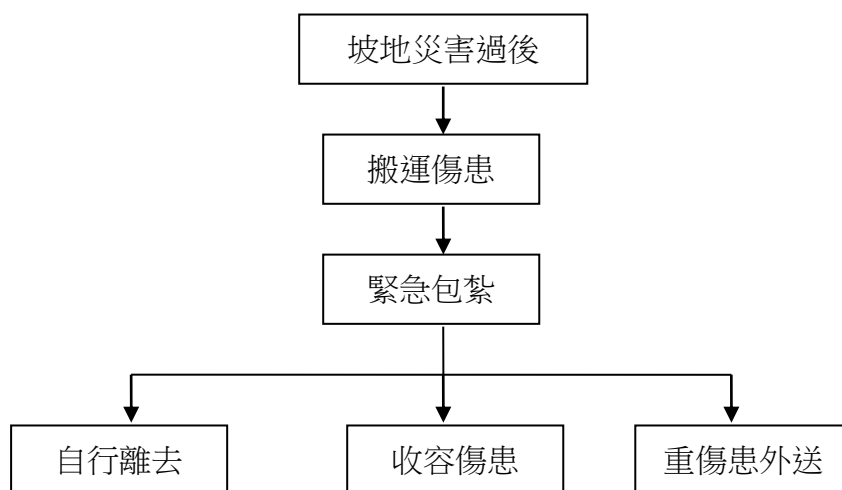 坡地災害過後
搬運傷患
緊急包紮
自行離去
收容傷患
重傷患外送